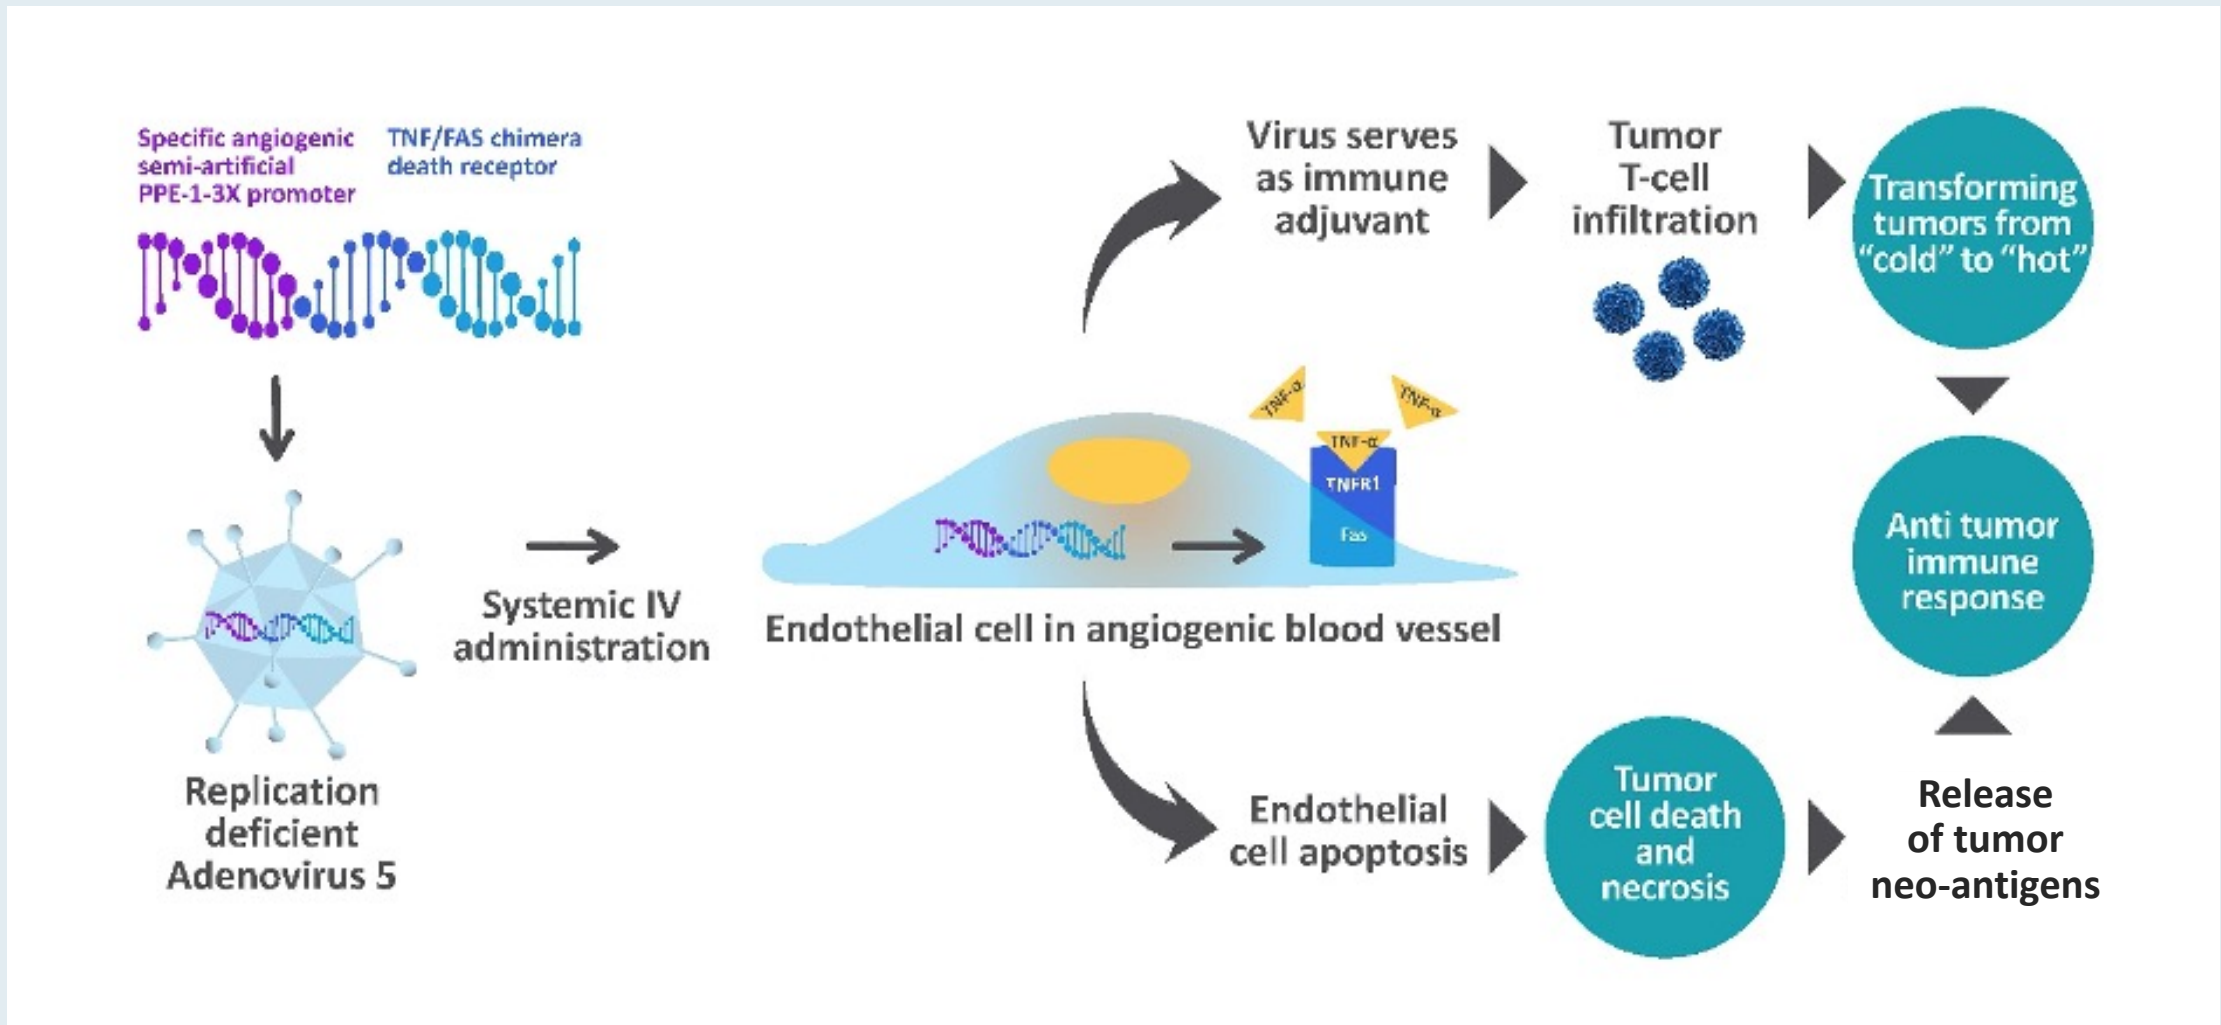 Specific angiogenic
semi-artificial
PPE-1-3X promoter
TNF/FAS chimera
death receptor
Replication
deficient
Adenovirus 5
Systemic IV
administration
TNF-α
TNF-α
TNF-α
TNFR1
Fas
Endothelial cell in angiogenic blood vessel
Virus serves
as immune
adjuvant
Tumor
T-cell
infiltration
Transforming
tumors from
“cold” to “hot”
Anti tumor
immune
response
Endothelial
cell apoptosis
Tumor
cell death
and
necrosis
Release
of tumor
neo-antigens